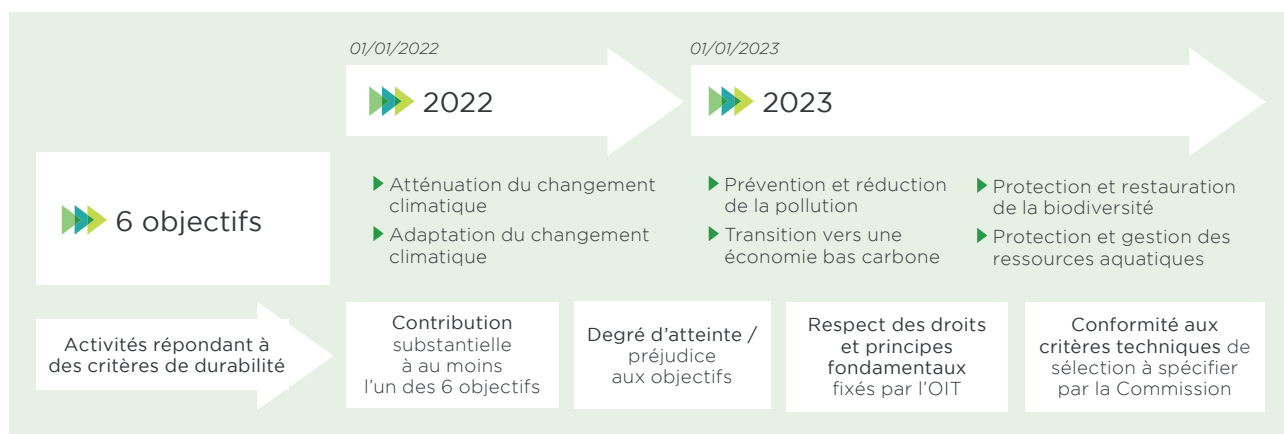 01/01/2022
01/01/2023
2022
2023
6 objectifs
Atténuation du changement
climatique
Adaptation du changement
climatique
Prévention et réduction
de la pollution
Transition vers une
économie bas carbone
Protection et restauration
de la biodiversité
Protection et gestion des
ressources aquatiques
Activités répondant à
des critères de durabilité
Contribution
substantielle
à au moins
l'un des 6 objectifs
Degré d'atteinte /
préjudice
aux objectifs
Respect des droits
et principes
fondamentaux
fixés par l'OIT
Conformité aux
critères techniques de
sélection à spécifier
par la Commission